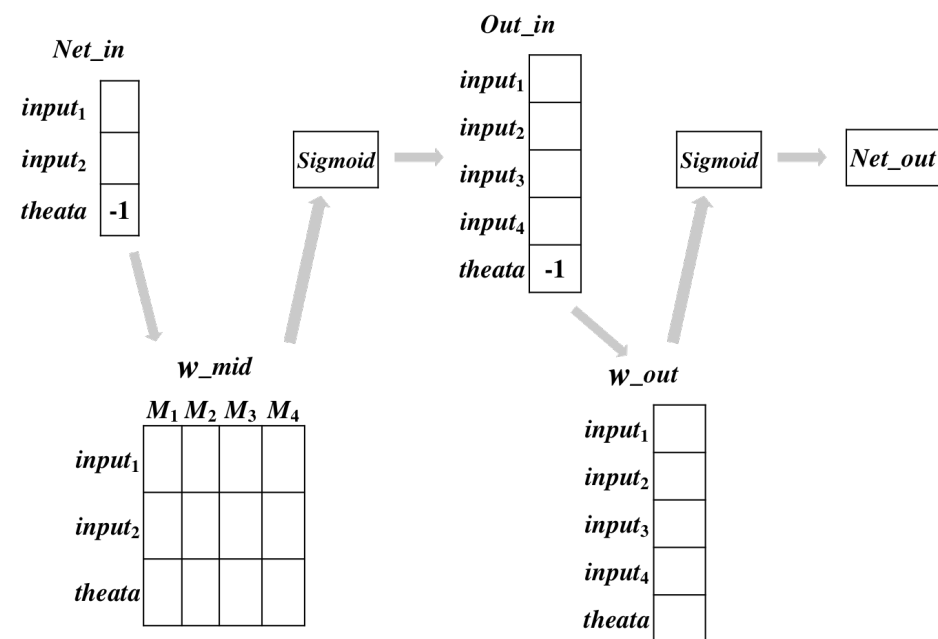 Net_in
input₁
input₂
theata -1
Sigmoid
Out_in
input₁
input₂
input₃
input₄
theata -1
Sigmoid
Net_out
w_mid
M₁ M₂ M₃ M₄
input₁
input₂
theata
w_out
input₁
input₂
input₃
input₄
theata